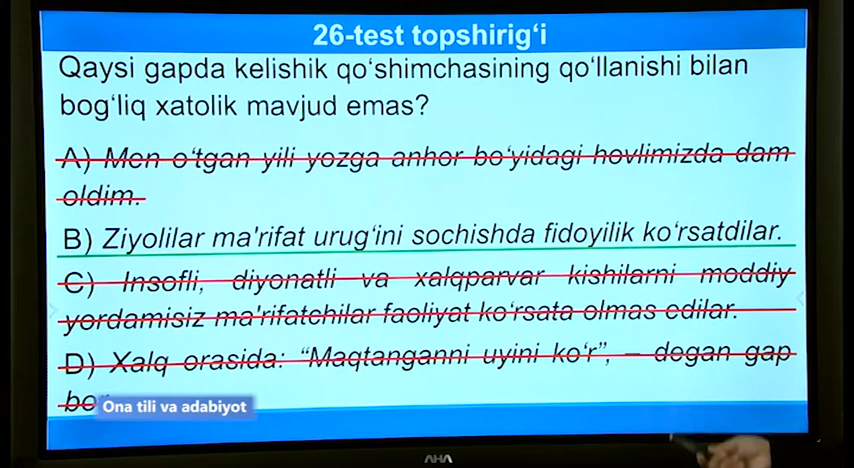 26-test topshirig‘i
Qaysi gapda kelishik qo‘shimchasining qo‘llanishi bilan
bog‘liq xatolik mavjud emas?
A) Men o‘tgan yili yozga anhor bo‘yidagi hovlimizda dam
oldim.
B) Ziyolilar ma'rifat urug‘ini sochishda fidoyilik ko‘rsatdilar.
C) Insofli, diyonatli va xalqparvar kishilarni moddiy
yordamisiz ma'rifatchilar faoliyat ko‘rsata olmas edilar.
D) Xalq orasida: “Maqtanganni uyini ko‘r”, – degan gap
Ona tili va adabiyot
AHA